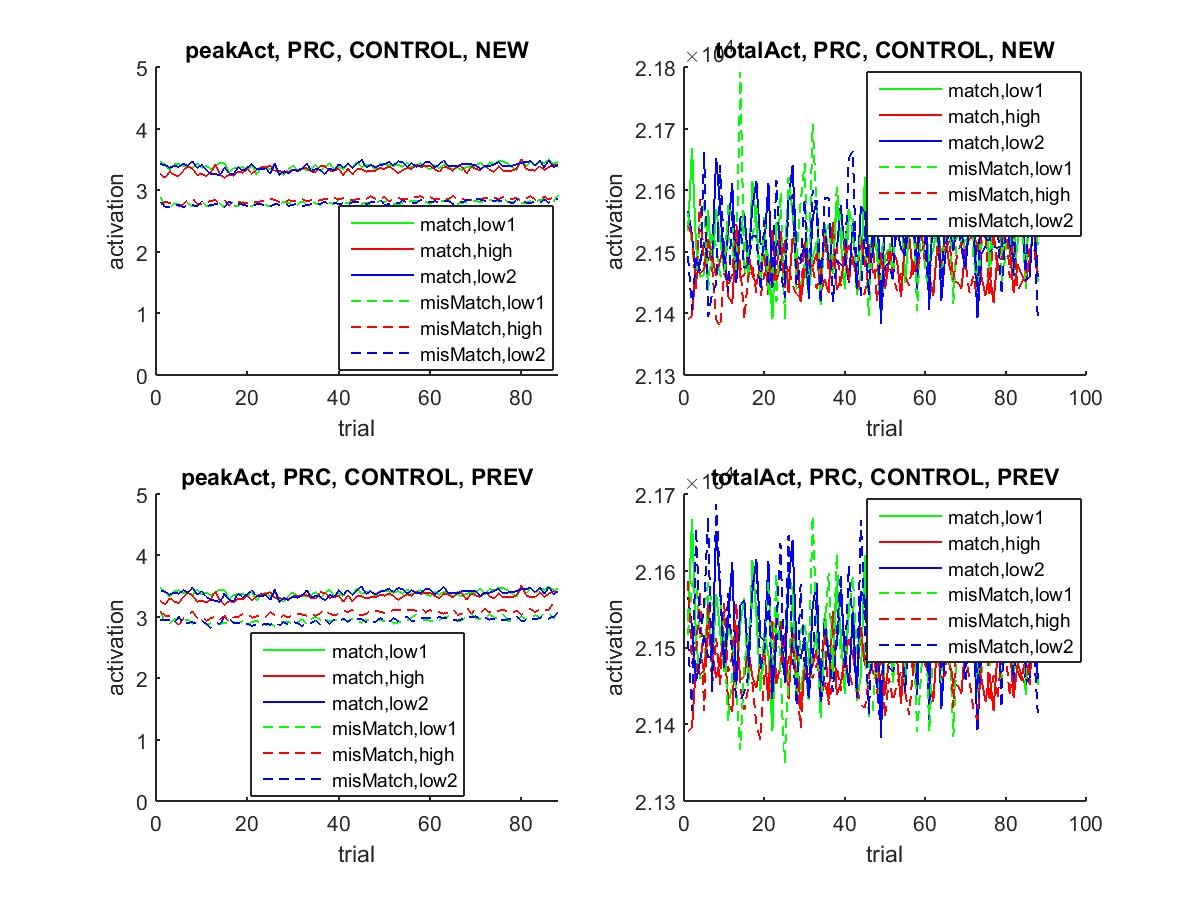 peakAct, PRC, CONTROL, NEW
5
4
3
2
1
0
activation
0 20 40 60 80
trial
match,low1
match,high
match,low2
misMatch,low1
misMatch,high
misMatch,low2
×10⁴
totalAct, PRC, CONTROL, NEW
2.18
2.17
2.16
2.15
2.14
2.13
activation
0 20 40 60 80 100
trial
match,low1
match,high
match,low2
misMatch,low1
misMatch,high
misMatch,low2
peakAct, PRC, CONTROL, PREV
5
4
3
2
1
0
activation
0 20 40 60 80
trial
match,low1
match,high
match,low2
misMatch,low1
misMatch,high
misMatch,low2
×10⁴
totalAct, PRC, CONTROL, PREV
2.17
2.16
2.15
2.14
2.13
activation
0 20 40 60 80 100
trial
match,low1
match,high
match,low2
misMatch,low1
misMatch,high
misMatch,low2